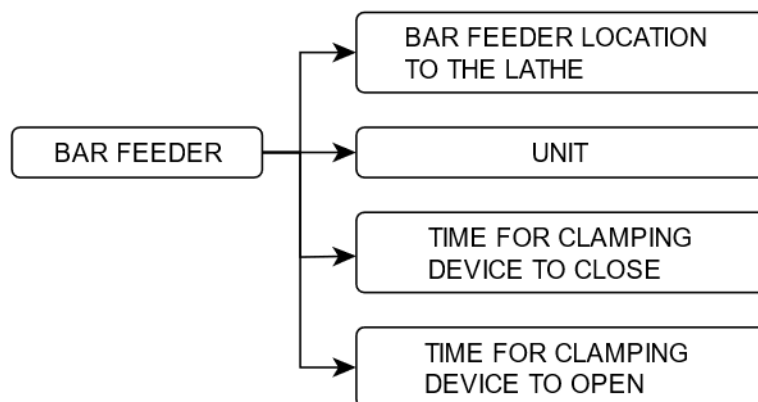 BAR FEEDER
BAR FEEDER LOCATION
TO THE LATHE
UNIT
TIME FOR CLAMPING
DEVICE TO CLOSE
TIME FOR CLAMPING
DEVICE TO OPEN